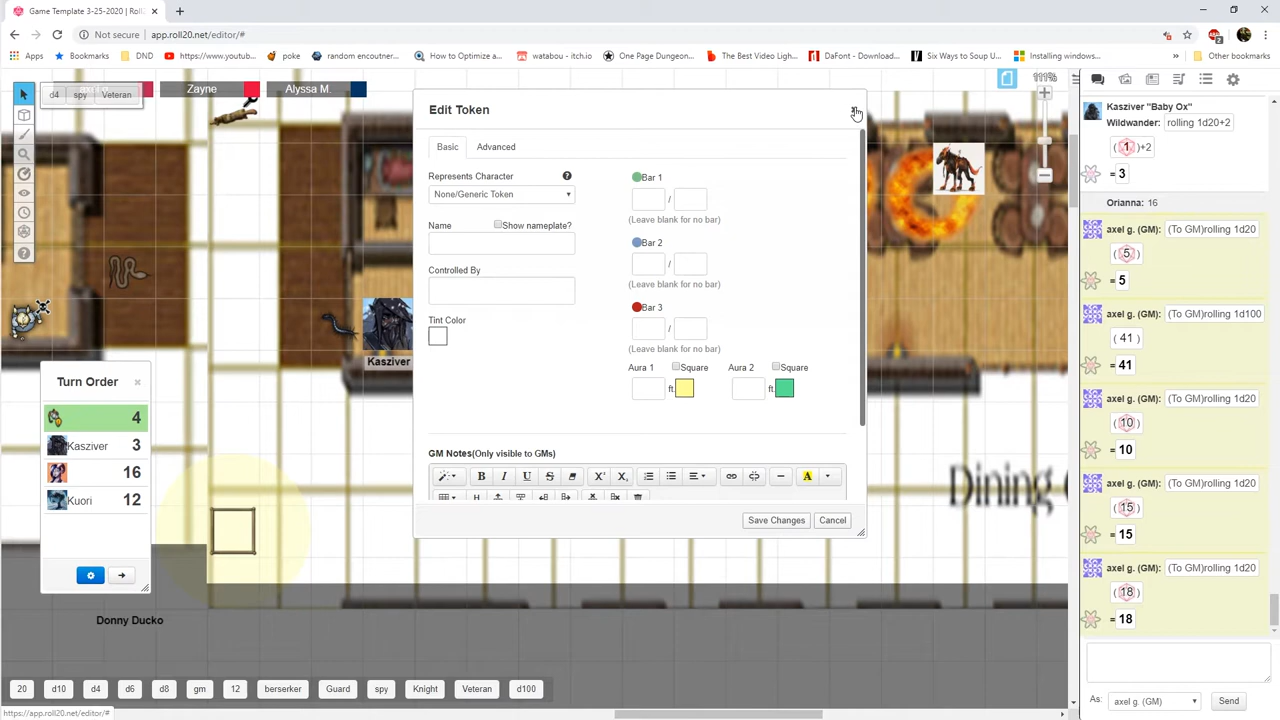 Game Template 3-25-2020 | Roll2
Not secure | app.roll20.net/editor/#
Apps Bookmarks DND https://www.youtube... poke random encoutner... How to Optimize a... watabou - itch.io One Page Dungeon... The Best Video Ligh... DaFont - Download... Six Ways to Soup U... Installing windows... » Other bookmarks
Zayne Alyssa M.
d4 spy Veteran
111%
Edit Token
Basic Advanced
Represents Character
None/Generic Token
Name Show nameplate?
Controlled By
Tint Color
Bar 1
/
(Leave blank for no bar)
Bar 2
/
(Leave blank for no bar)
Bar 3
/
(Leave blank for no bar)
Aura 1 Square Aura 2 Square
ft. ft.
GM Notes(Only visible to GMs)
Save Changes Cancel
Kasziver
Turn Order
4
Kasziver 3
16
Kuori 12
Dining
Donny Ducko
20 d10 d4 d6 d8 gm 12 berserker Guard spy Knight Veteran d100
https://app.roll20.net/editor/#
Kasziver "Baby Ox"
Wildwander: rolling 1d20+2
(1)+2
= 3
Orianna: 16
axel g. (GM): (To GM)rolling 1d20
(5)
= 5
axel g. (GM): (To GM)rolling 1d100
(41)
= 41
axel g. (GM): (To GM)rolling 1d20
(10)
= 10
axel g. (GM): (To GM)rolling 1d20
(15)
= 15
axel g. (GM): (To GM)rolling 1d20
(18)
= 18
As: axel g. (GM) Send